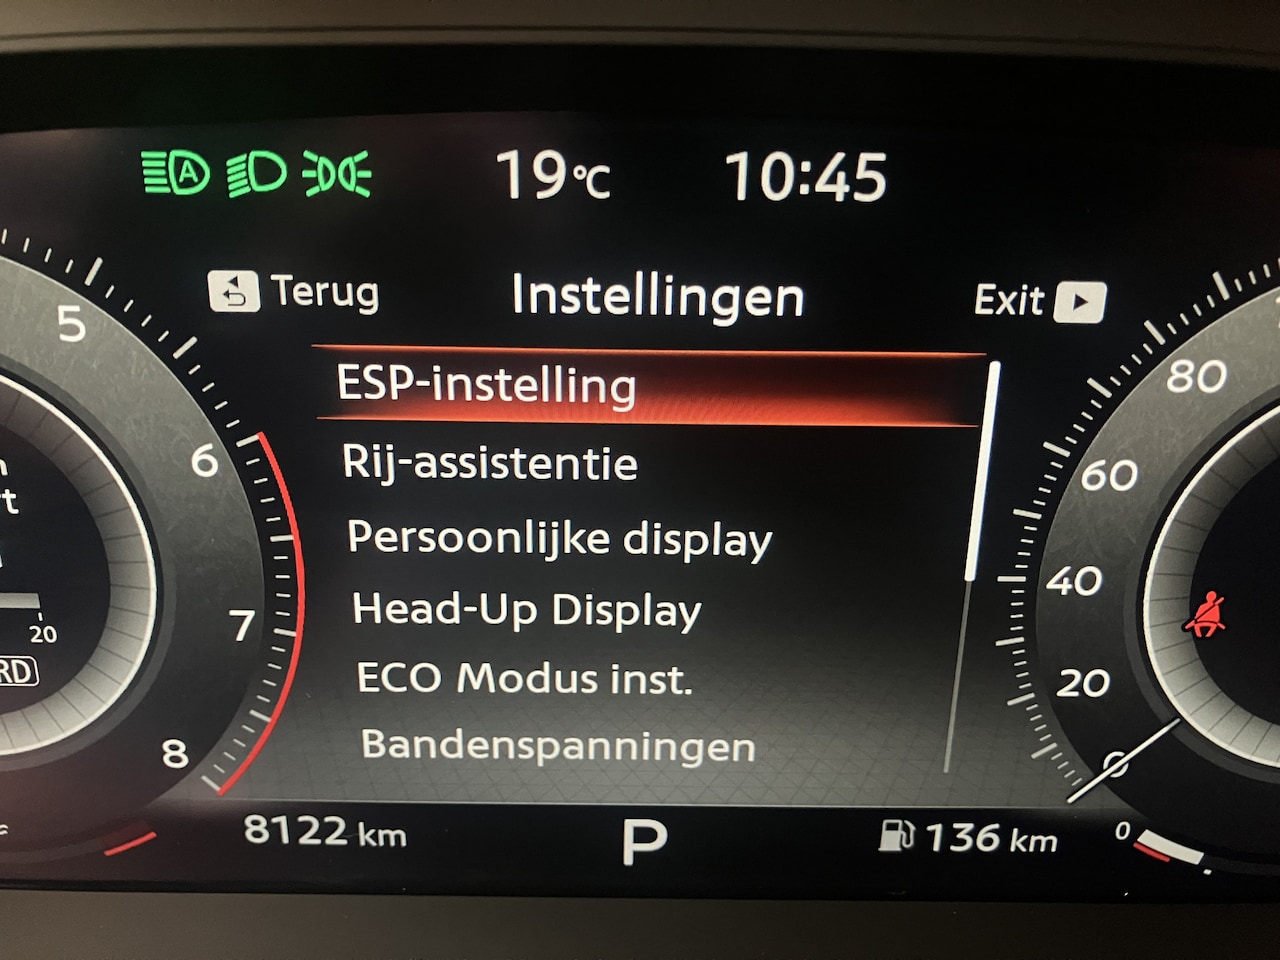 A 19°C 10:45
Terug Instellingen Exit
ESP-instelling
Rij-assistentie
Persoonlijke display
Head-Up Display
ECO Modus inst.
Bandenspanningen
5
6
7
8
80
60
40
20
0
20
8122 km P 136 km
0